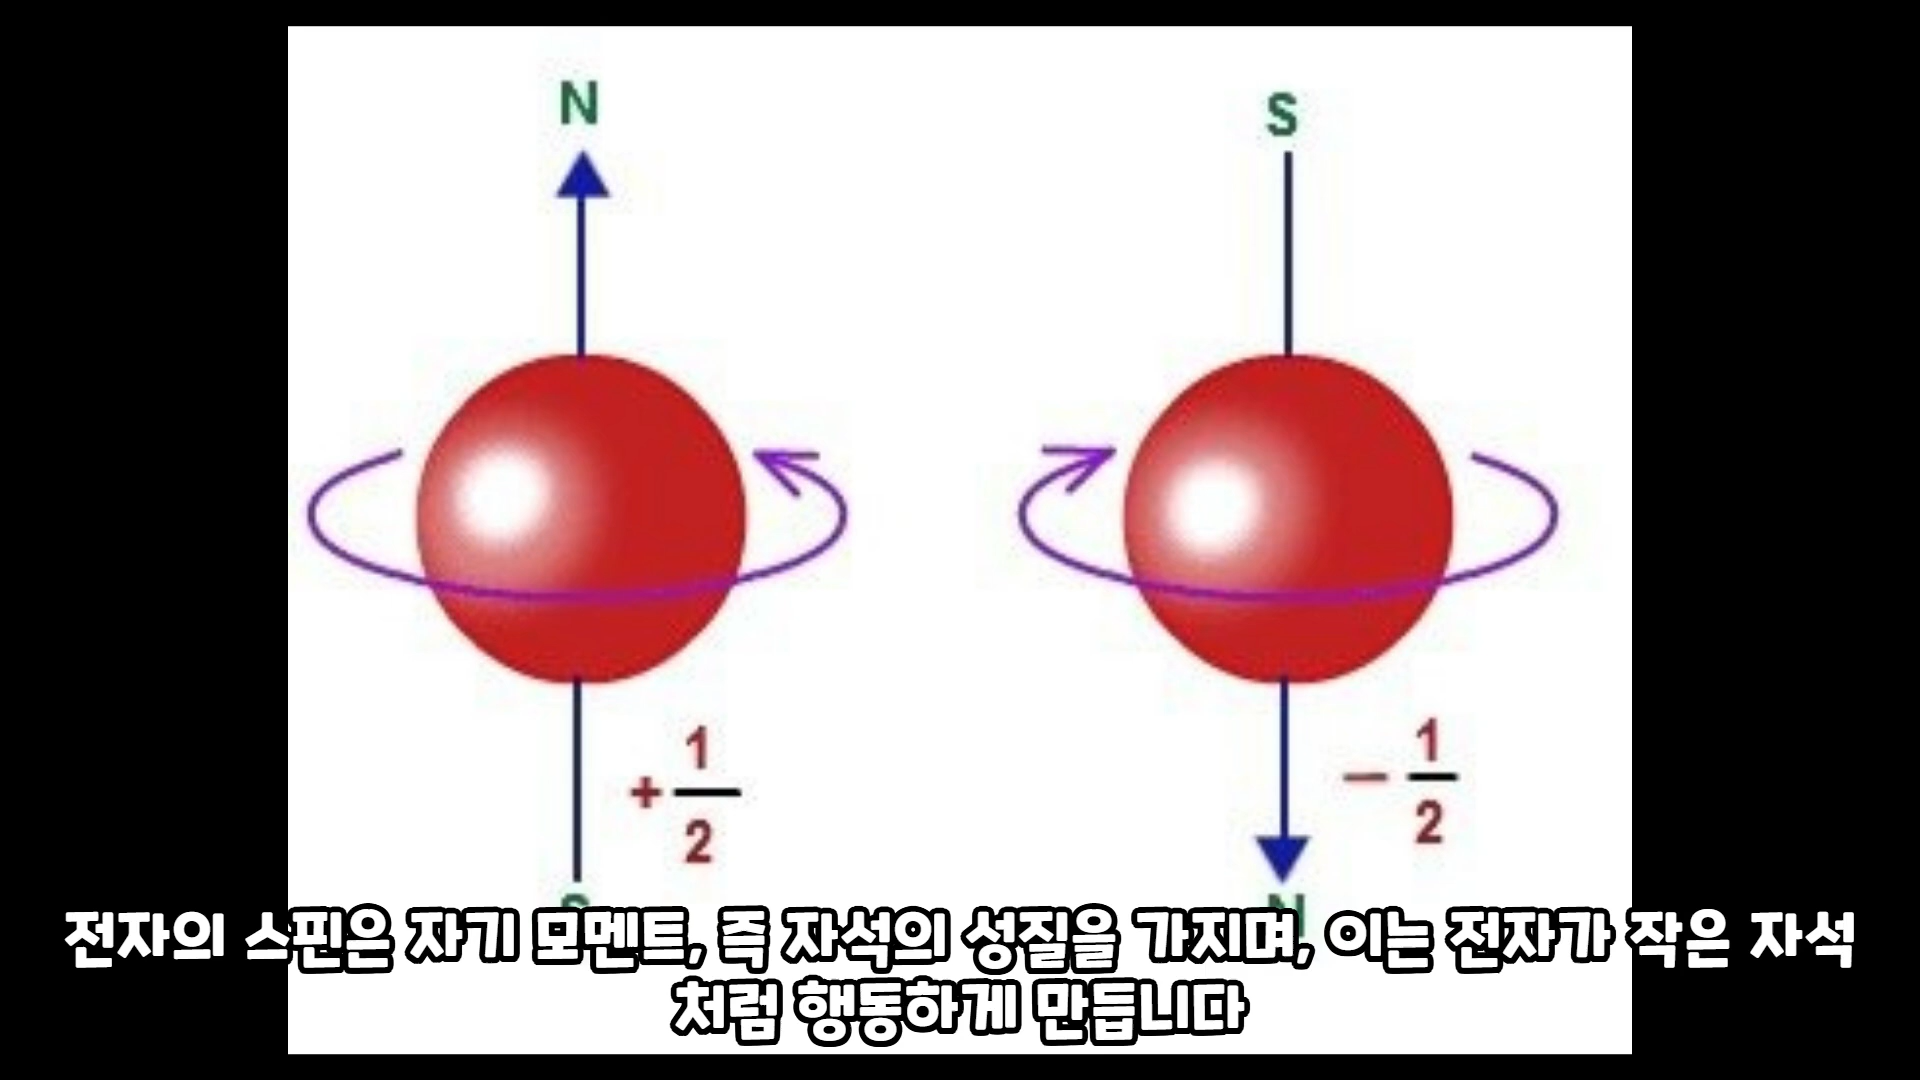 N
S
+ 1/2
− 1/2
S
N
전자의 스핀은 자기 모멘트, 즉 자석의 성질을 가지며, 이는 전자가 작은 자석
처럼 행동하게 만듭니다